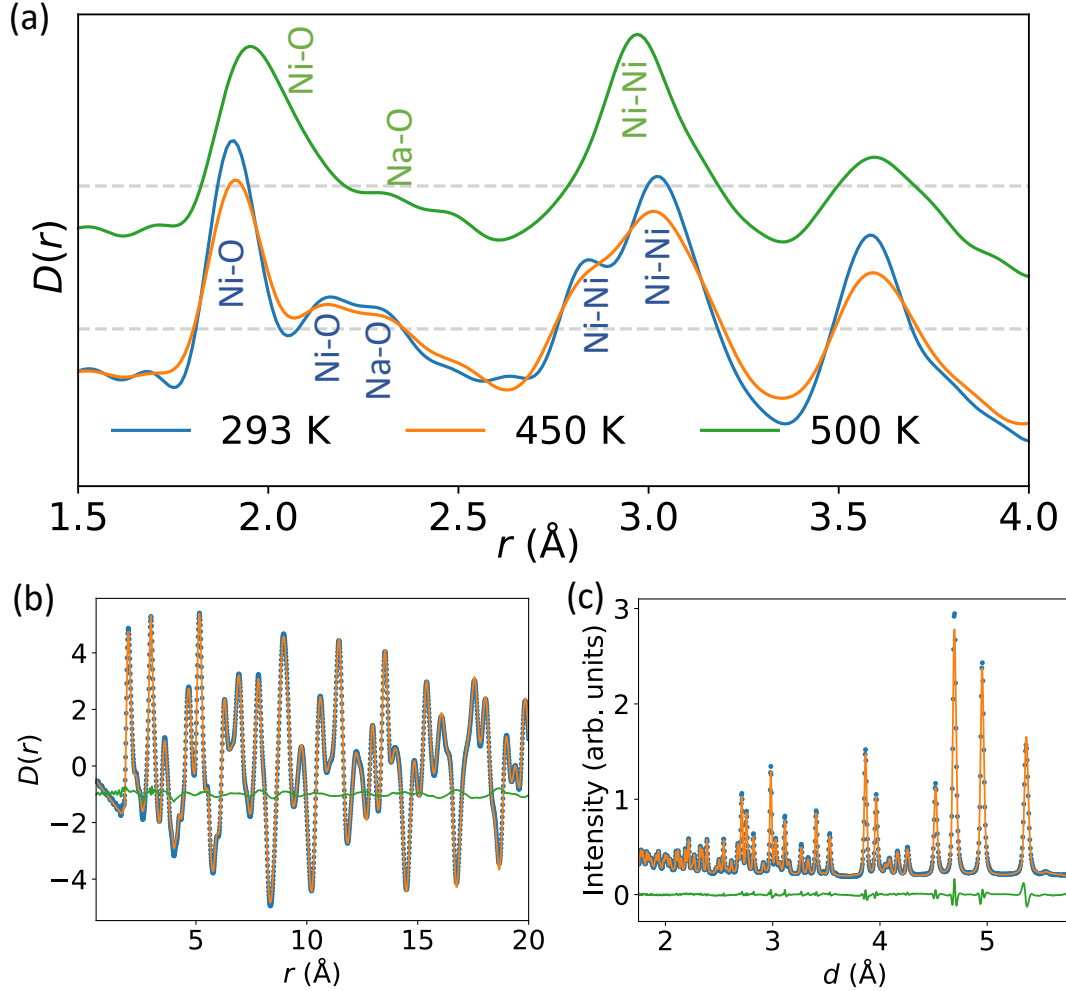 (a)
D(r)
Ni-O
Na-O
Ni-Ni
Ni-O
Ni-O
Na-O
Ni-Ni
Ni-Ni
293 K
450 K
500 K
1.5
2.0
2.5
3.0
3.5
4.0
r (Å)
(b)
D(r)
4
2
0
−2
−4
5
10
15
20
r (Å)
(c)
Intensity (arb. units)
3
2
1
0
2
3
4
5
d (Å)